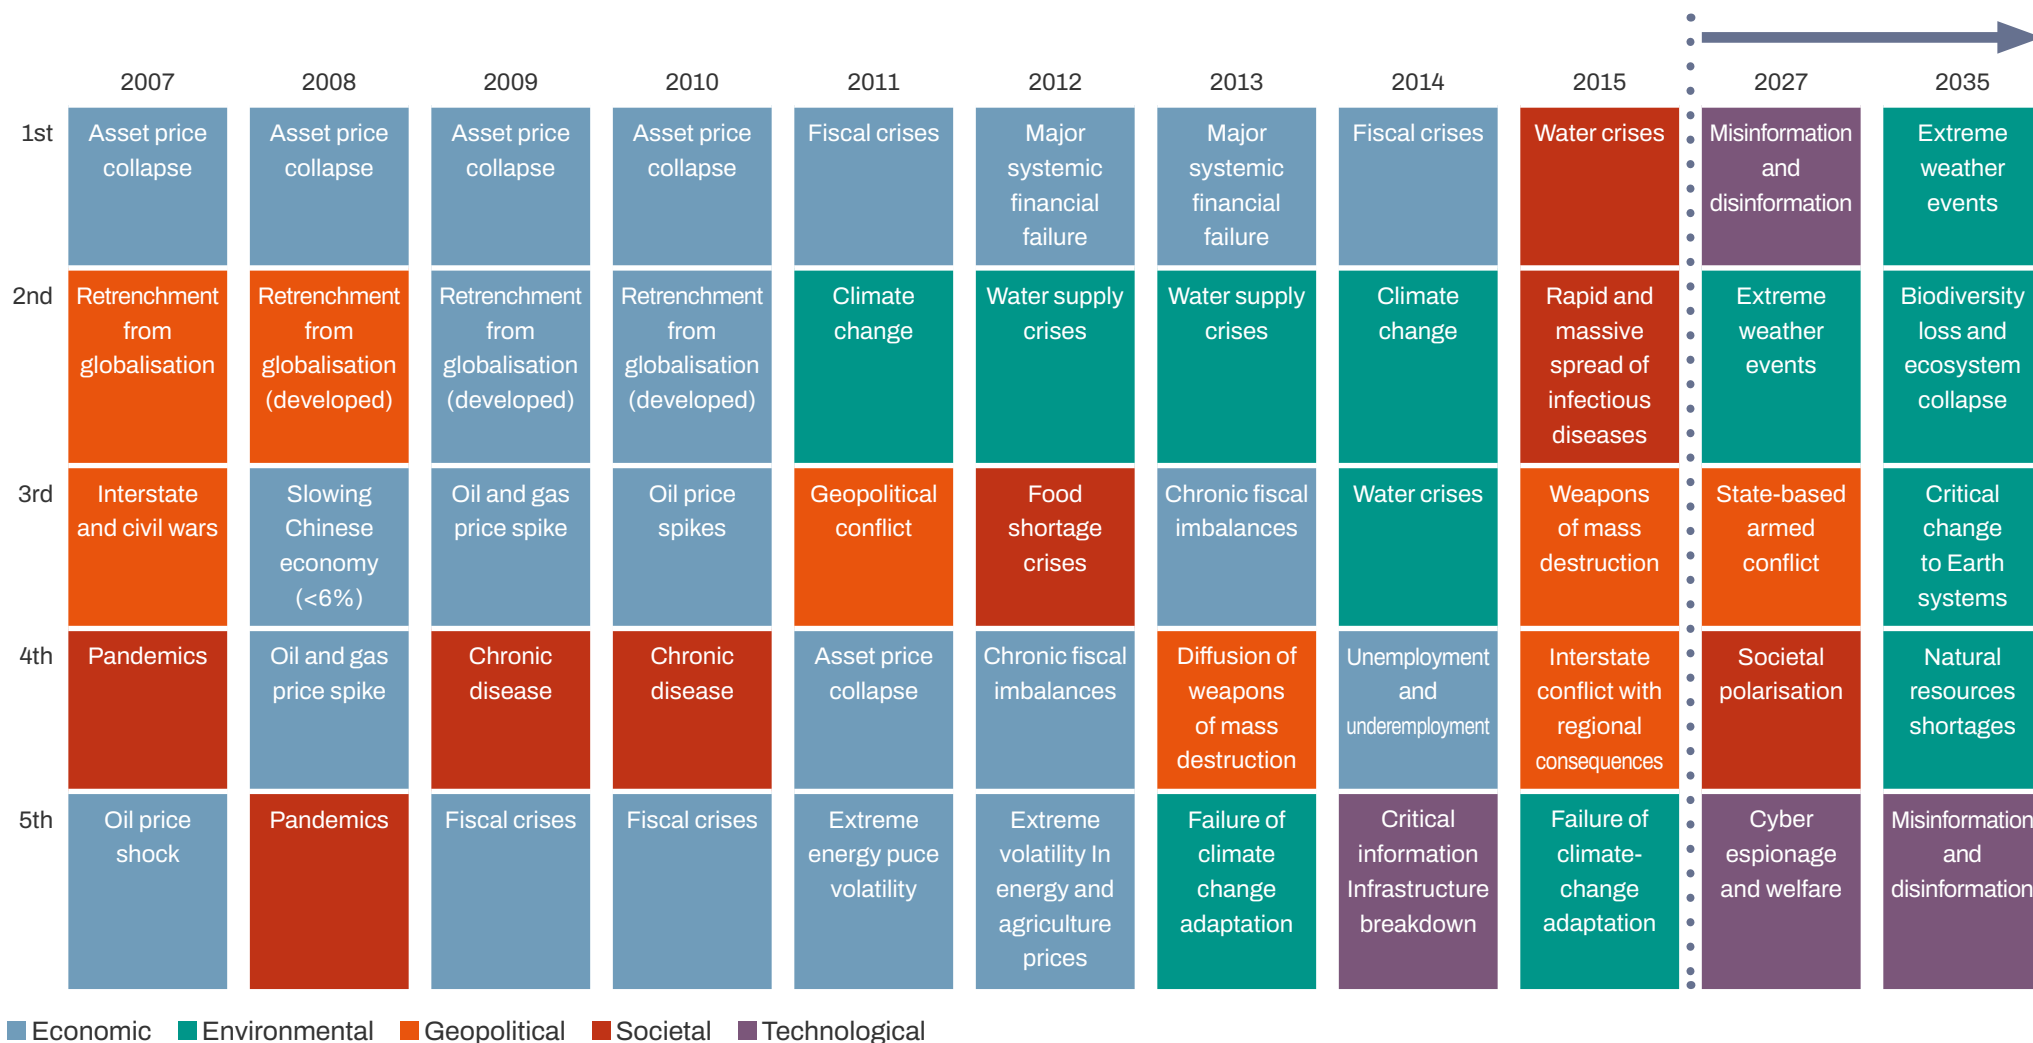 2007 2008 2009 2010 2011 2012 2013 2014 2015 2027 2035
1st
Asset price
collapse
Asset price
collapse
Asset price
collapse
Asset price
collapse
Fiscal crises
Major
systemic
financial
failure
Major
systemic
financial
failure
Fiscal crises
Water crises
Misinformation
and
disinformation
Extreme
weather
events
2nd
Retrenchment
from
globalisation
Retrenchment
from
globalisation
(developed)
Retrenchment
from
globalisation
(developed)
Retrenchment
from
globalisation
(developed)
Climate
change
Water supply
crises
Water supply
crises
Climate
change
Rapid and
massive
spread of
infectious
diseases
Extreme
weather
events
Biodiversity
loss and
ecosystem
collapse
3rd
Interstate
and civil wars
Slowing
Chinese
economy
(<6%)
Oil and gas
price spike
Oil price
spikes
Geopolitical
conflict
Food
shortage
crises
Chronic fiscal
imbalances
Water crises
Weapons
of mass
destruction
State-based
armed
conflict
Critical
change
to Earth
systems
4th
Pandemics
Oil and gas
price spike
Chronic
disease
Chronic
disease
Asset price
collapse
Chronic fiscal
imbalances
Diffusion of
weapons
of mass
destruction
Unemployment
and
underemployment
Interstate
conflict with
regional
consequences
Societal
polarisation
Natural
resources
shortages
5th
Oil price
shock
Pandemics
Fiscal crises
Fiscal crises
Extreme
energy puce
volatility
Extreme
volatility In
energy and
agriculture
prices
Failure of
climate
change
adaptation
Critical
information
Infrastructure
breakdown
Failure of
climate-
change
adaptation
Cyber
espionage
and welfare
Misinformation
and
disinformation
Economic Environmental Geopolitical Societal Technological